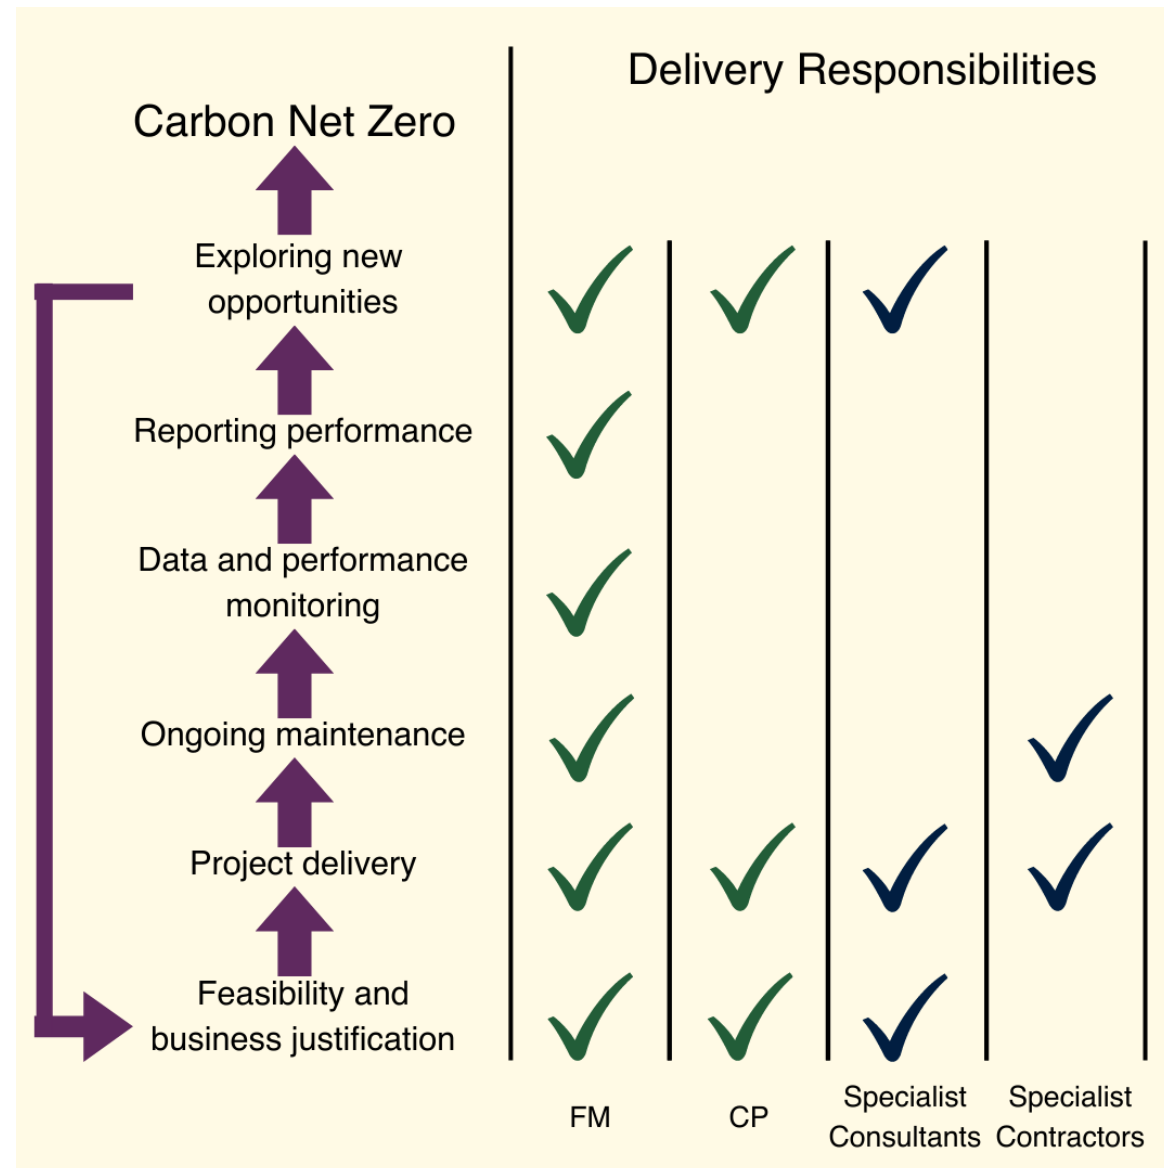 Delivery Responsibilities
Carbon Net Zero
Exploring new
opportunities
Reporting performance
Data and performance
monitoring
Ongoing maintenance
Project delivery
Feasibility and
business justification
FM
CP
Specialist
Consultants
Specialist
Contractors